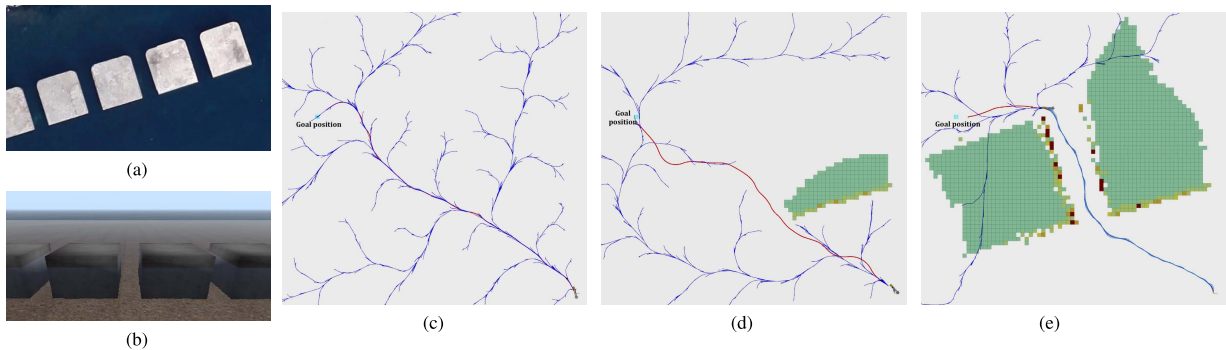 Goal position
Goal
position
Goal position
(a)
(b)
(c)
(d)
(e)